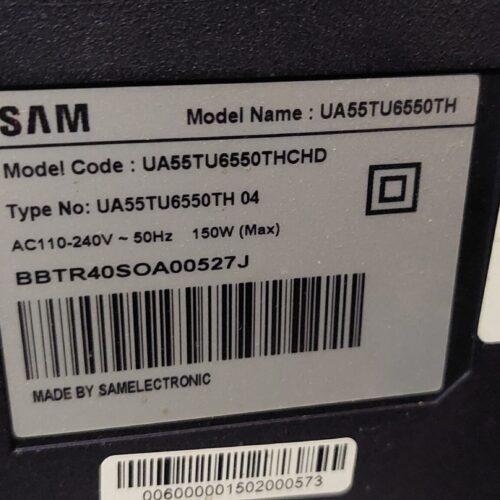 SAM
Model Name : UA55TU6550TH
Model Code : UA55TU6550THCHD
Type No: UA55TU6550TH 04
AC110-240V ~ 50Hz 150W (Max)
BBTR40SOA00527J
MADE BY SAMELECTRONIC
006000001502000573